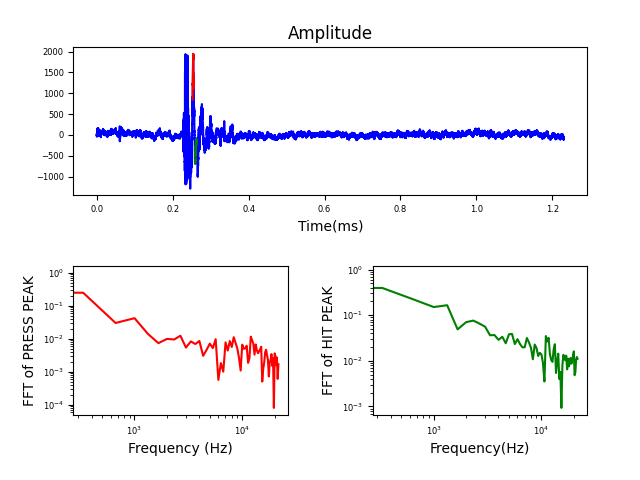 Amplitude
2000
1500
1000
500
0
−500
−1000
0.0 0.2 0.4 0.6 0.8 1.0 1.2
Time(ms)
FFT of PRESS PEAK
10⁰
10⁻¹
10⁻²
10⁻³
10⁻⁴
10³ 10⁴
Frequency (Hz)
FFT of HIT PEAK
10⁰
10⁻¹
10⁻²
10⁻³
10³ 10⁴
Frequency(Hz)